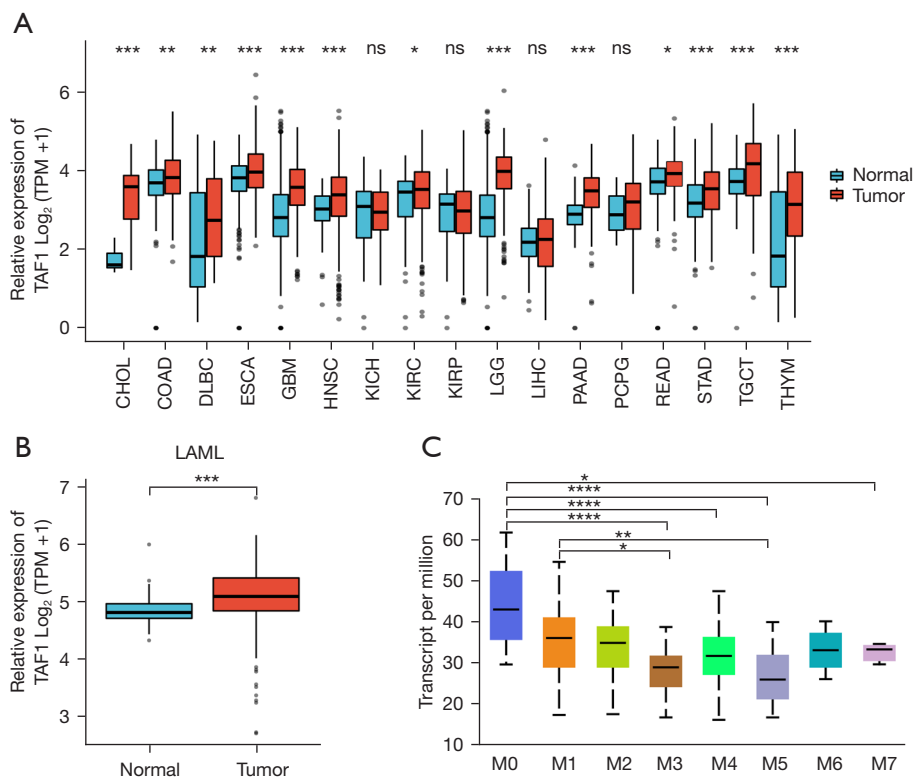 A
*** ** ** *** *** *** ns * ns *** ns *** ns * *** *** ***
Relative expression of
TAF1 Log2 (TPM +1)
6
4
2
0
Normal
Tumor
CHOL COAD DLBC ESCA GBM HNSC KICH KIRC KIRP LGG LIHC PAAD PCPG READ STAD TGCT THYM
B
LAML
***
Relative expression of
TAF1 Log2 (TPM +1)
7
6
5
4
3
Normal Tumor
C
*
****
****
****
**
*
Transcript per million
70
60
50
40
30
20
10
M0 M1 M2 M3 M4 M5 M6 M7